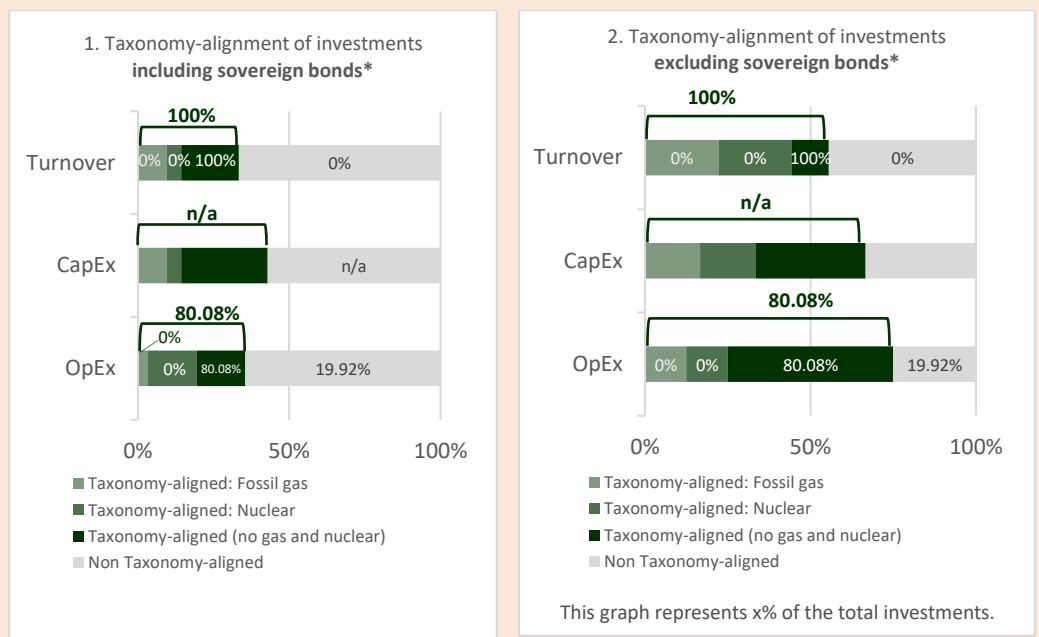 1. Taxonomy-alignment of investments
including sovereign bonds*
100%
Turnover
0% 0% 100% 0%
n/a
CapEx
n/a
80.08%
0%
OpEx
0% 80.08% 19.92%
0% 50% 100%
Taxonomy-aligned: Fossil gas
Taxonomy-aligned: Nuclear
Taxonomy-aligned (no gas and nuclear)
Non Taxonomy-aligned
2. Taxonomy-alignment of investments
excluding sovereign bonds*
100%
Turnover
0% 0% 100% 0%
n/a
CapEx
80.08%
OpEx
0% 0% 80.08% 19.92%
0% 50% 100%
Taxonomy-aligned: Fossil gas
Taxonomy-aligned: Nuclear
Taxonomy-aligned (no gas and nuclear)
Non Taxonomy-aligned
This graph represents x% of the total investments.